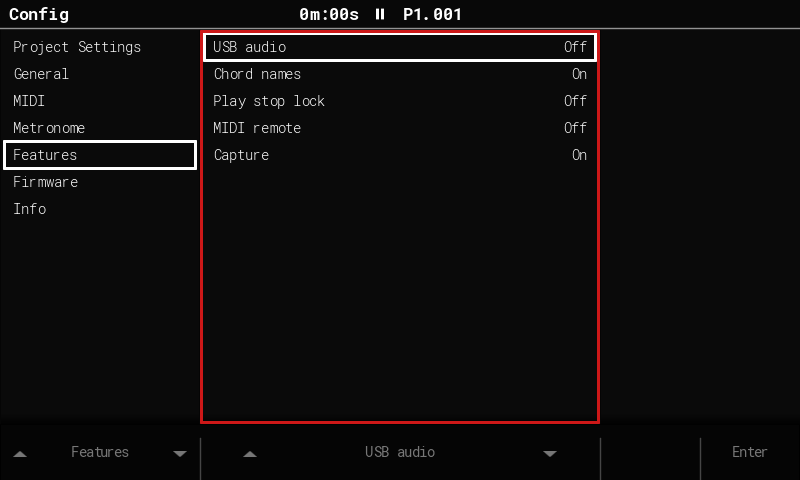 Config 0m:00s P1.001
Project Settings
General
MIDI
Metronome
Features
Firmware
Info
USB audio Off
Chord names On
Play stop lock Off
MIDI remote Off
Capture On
Features USB audio Enter